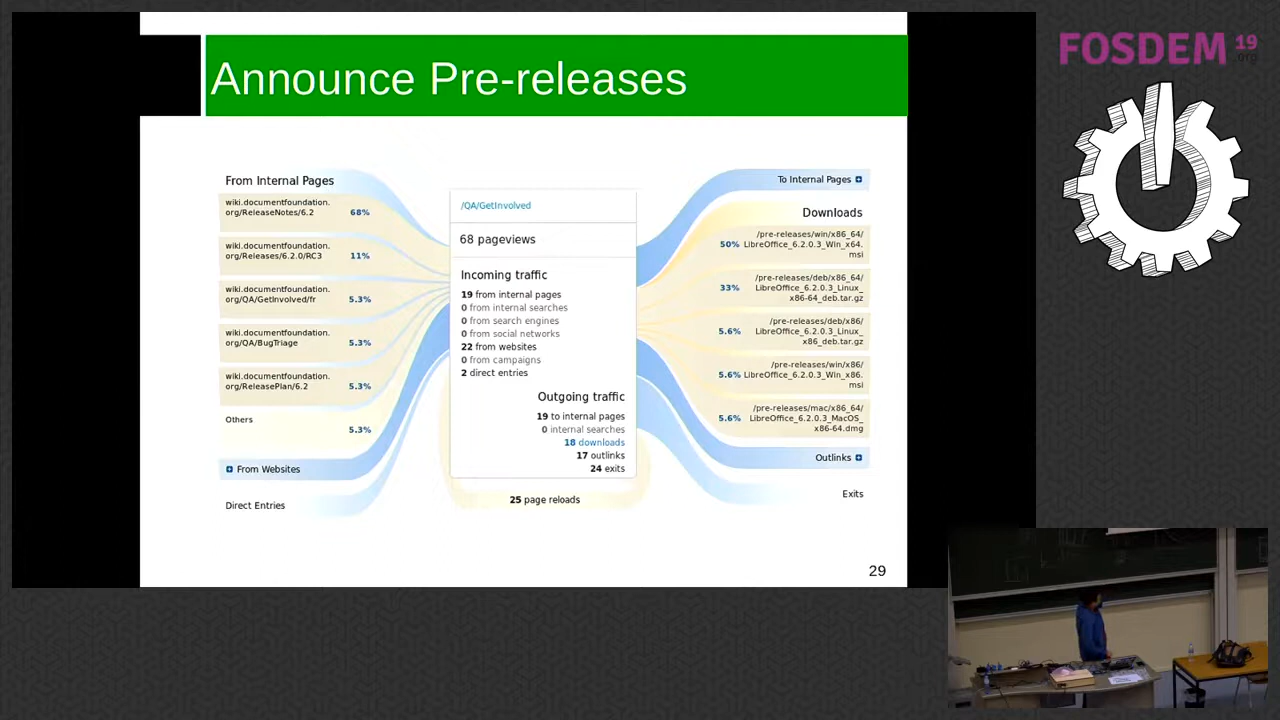 FOSDEM 19
.org
Announce Pre-releases
From Internal Pages
wiki.documentfoundation.
org/ReleaseNotes/6.2 68%
wiki.documentfoundation.
org/Releases/6.2.0/RC3 11%
wiki.documentfoundation.
org/QA/GetInvolved/fr 5.3%
wiki.documentfoundation.
org/QA/BugTriage 5.3%
wiki.documentfoundation.
org/ReleasePlan/6.2 5.3%
Others
5.3%
From Websites
Direct Entries
/QA/GetInvolved
68 pageviews
Incoming traffic
19 from internal pages
0 from internal searches
0 from search engines
0 from social networks
22 from websites
0 from campaigns
2 direct entries
Outgoing traffic
19 to internal pages
0 internal searches
18 downloads
17 outlinks
24 exits
25 page reloads
To Internal Pages
Downloads
/pre-releases/win/x86_64/
50% LibreOffice_6.2.0.3_Win_x64.
msi
/pre-releases/deb/x86_64/
33% LibreOffice_6.2.0.3_Linux_
x86-64_deb.tar.gz
/pre-releases/deb/x86/
5.6% LibreOffice_6.2.0.3_Linux_
x86_deb.tar.gz
/pre-releases/win/x86/
5.6% LibreOffice_6.2.0.3_Win_x86.
msi
/pre-releases/mac/x86_64/
5.6% LibreOffice_6.2.0.3_MacOS_
x86-64.dmg
Outlinks
Exits
29